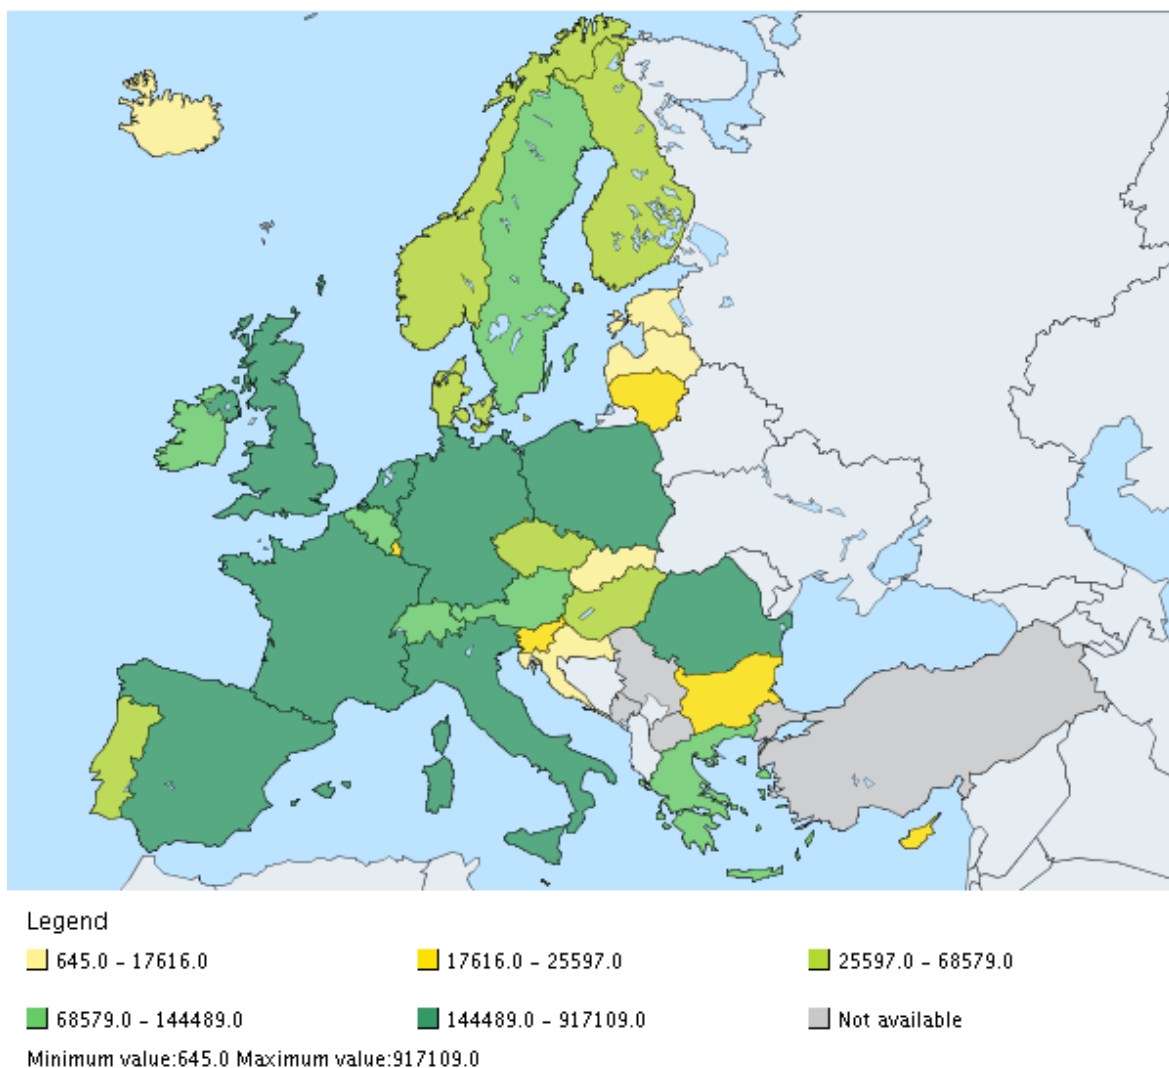 Legend
645.0 – 17616.0
17616.0 – 25597.0
25597.0 – 68579.0
68579.0 – 144489.0
144489.0 – 917109.0
Not available
Minimum value:645.0 Maximum value:917109.0